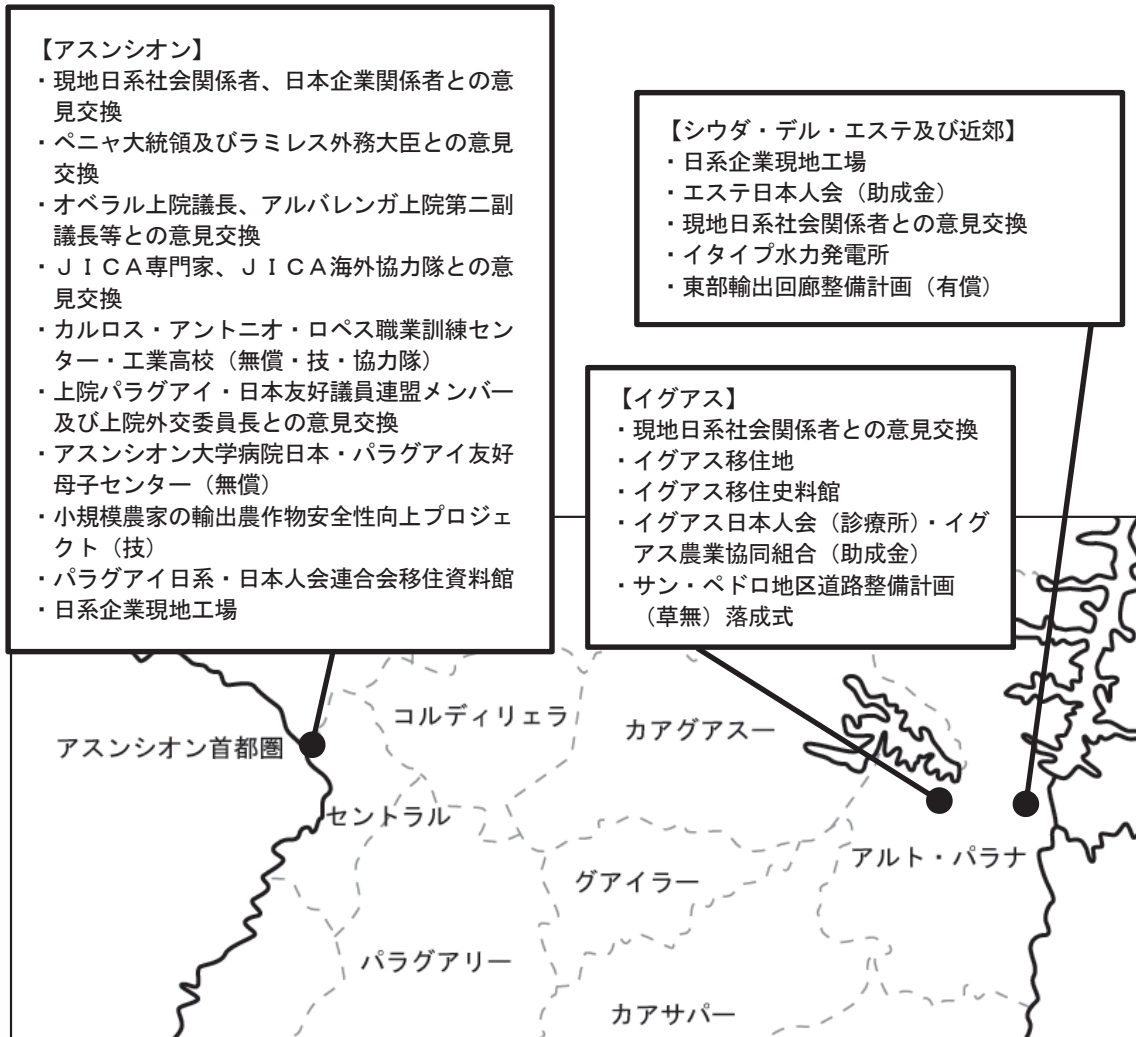 【アスンシオン】
・現地日系社会関係者、日本企業関係者との意
見交換
・ペニャ大統領及びラミレス外務大臣との意見
交換
・オベラル上院議長、アルバレンガ上院第二副
議長等との意見交換
・ＪＩＣＡ専門家、ＪＩＣＡ海外協力隊との意
見交換
・カルロス・アントニオ・ロペス職業訓練セン
ター・工業高校（無償・技・協力隊）
・上院パラグアイ・日本友好議員連盟メンバー
及び上院外交委員長との意見交換
・アスンシオン大学病院日本・パラグアイ友好
母子センター（無償）
・小規模農家の輸出農作物安全性向上プロジェ
クト（技）
・パラグアイ日系・日本人会連合会移住資料館
・日系企業現地工場
【シウダ・デル・エステ及び近郊】
・日系企業現地工場
・エステ日本人会（助成金）
・現地日系社会関係者との意見交換
・イタイプ水力発電所
・東部輸出回廊整備計画（有償）
【イグアス】
・現地日系社会関係者との意見交換
・イグアス移住地
・イグアス移住史料館
・イグアス日本人会（診療所）・イグ
アス農業協同組合（助成金）
・サン・ペドロ地区道路整備計画
（草無）落成式
コルディリェラ
カアグアスー
アスンシオン首都圏
セントラル
アルト・パラナ
グアイラー
パラグアリー
カアサパー